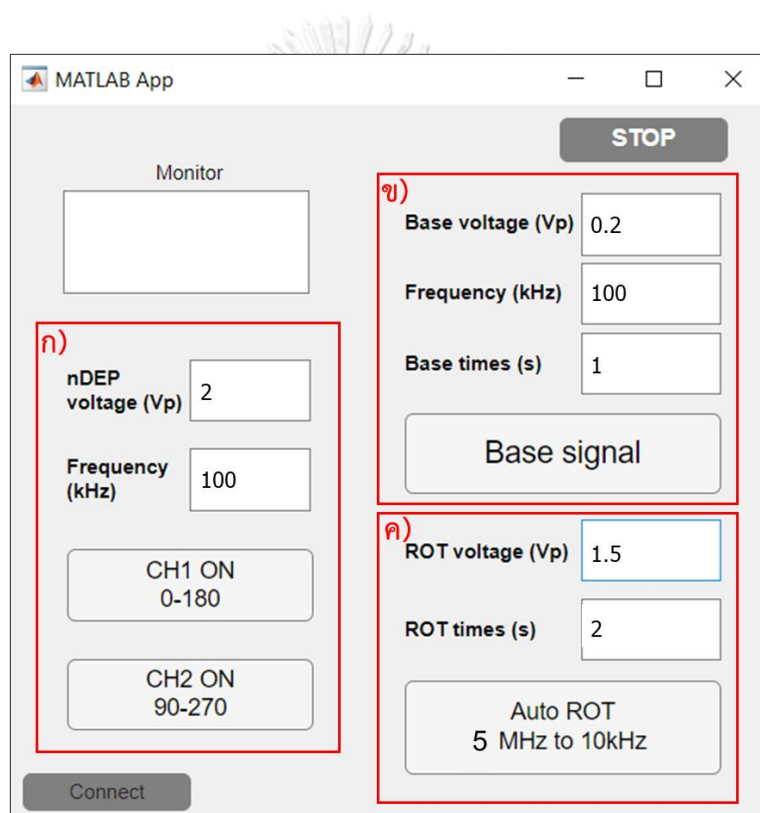 MATLAB App
STOP
Monitor
ก)
nDEP
voltage (Vp)
2
Frequency
(kHz)
100
CH1 ON
0-180
CH2 ON
90-270
Connect
ข)
Base voltage (Vp)
0.2
Frequency (kHz)
100
Base times (s)
1
Base signal
ค)
ROT voltage (Vp)
1.5
ROT times (s)
2
Auto ROT
5 MHz to 10kHz